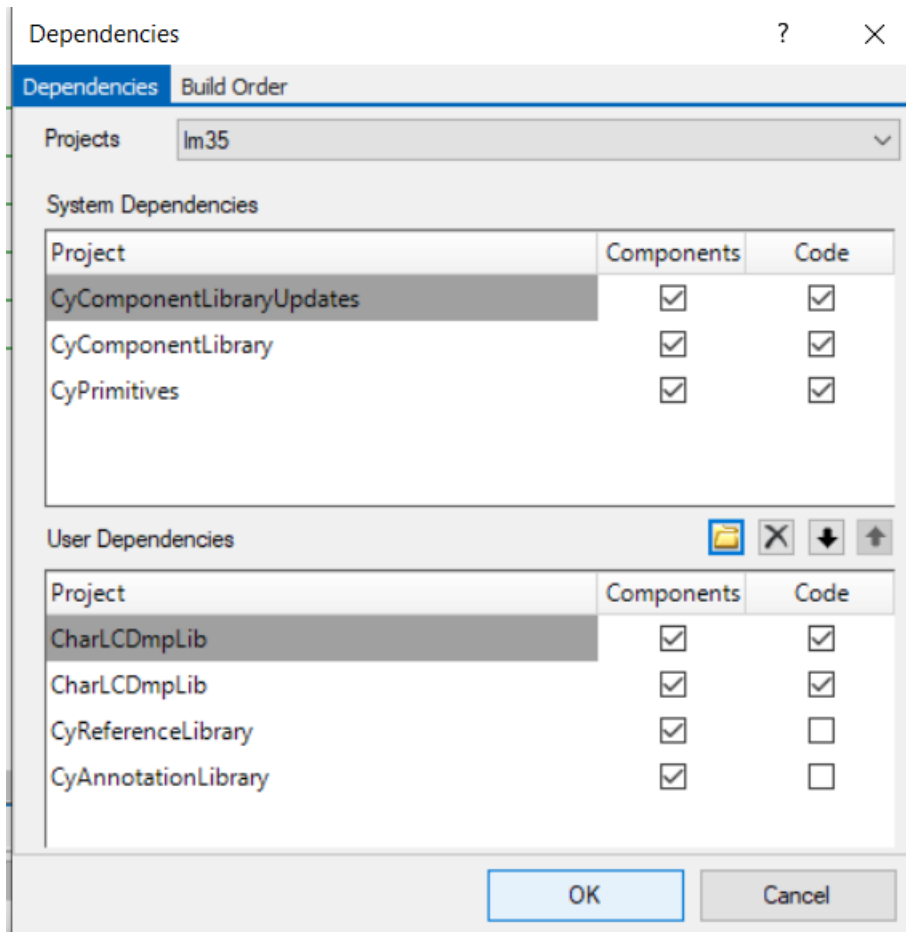 Dependencies ?
Dependencies Build Order
Projects lm35
System Dependencies
Project Components Code
CyComponentLibraryUpdates
CyComponentLibrary
CyPrimitives
User Dependencies
Project Components Code
CharLCDmpLib
CharLCDmpLib
CyReferenceLibrary
CyAnnotationLibrary
OK Cancel